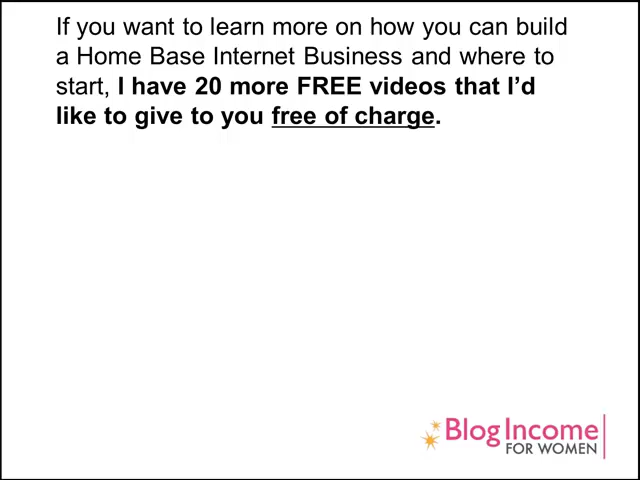 If you want to learn more on how you can build
a Home Base Internet Business and where to
start, I have 20 more FREE videos that I’d
like to give to you free of charge.
Blog Income
FOR WOMEN